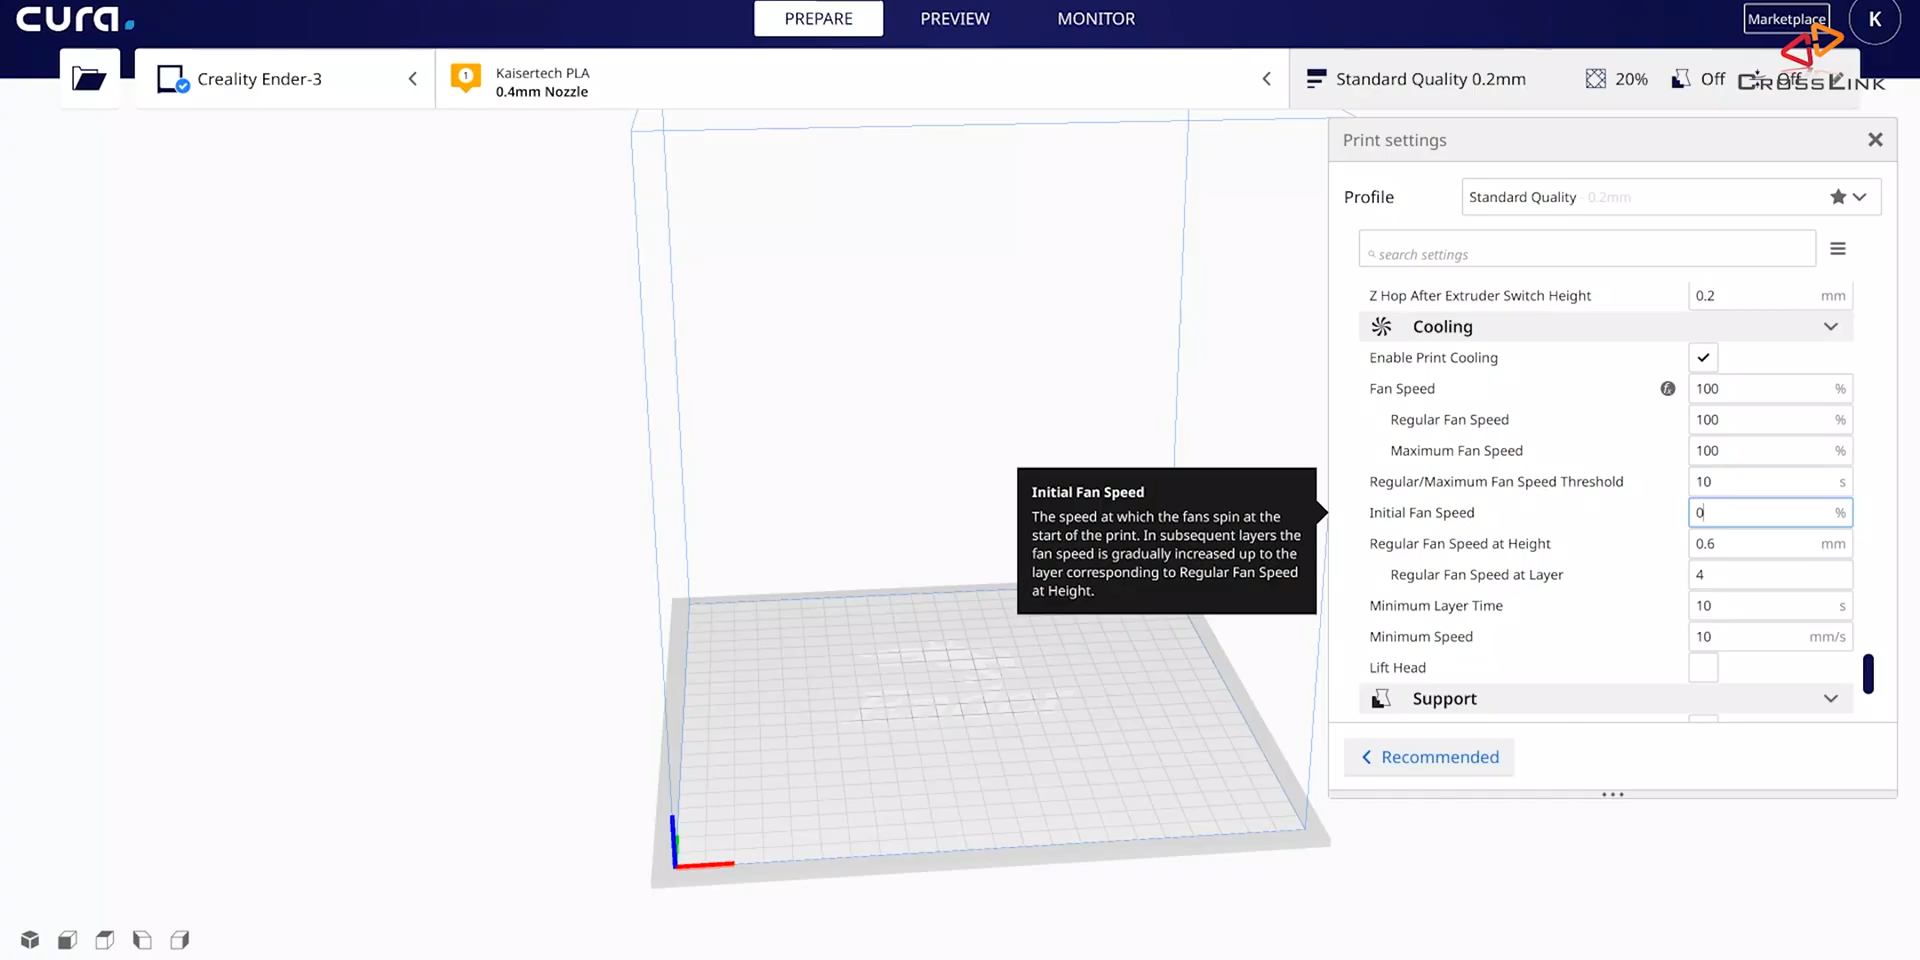 cura.
PREPARE
PREVIEW
MONITOR
Marketplace
K
Creality Ender-3
1
Kaisertech PLA
0.4mm Nozzle
Standard Quality 0.2mm
20%
Off
Off
CROSSLINK
Print settings
Profile
Standard Quality - 0.2mm
search settings
Z Hop After Extruder Switch Height 0.2 mm
Cooling
Enable Print Cooling
Fan Speed 100 %
Regular Fan Speed 100 %
Maximum Fan Speed 100 %
Regular/Maximum Fan Speed Threshold 10 s
Initial Fan Speed 0 %
Regular Fan Speed at Height 0.6 mm
Regular Fan Speed at Layer 4
Minimum Layer Time 10 s
Minimum Speed 10 mm/s
Lift Head
Support
Recommended
Initial Fan Speed
The speed at which the fans spin at the
start of the print. In subsequent layers the
fan speed is gradually increased up to the
layer corresponding to Regular Fan Speed
at Height.